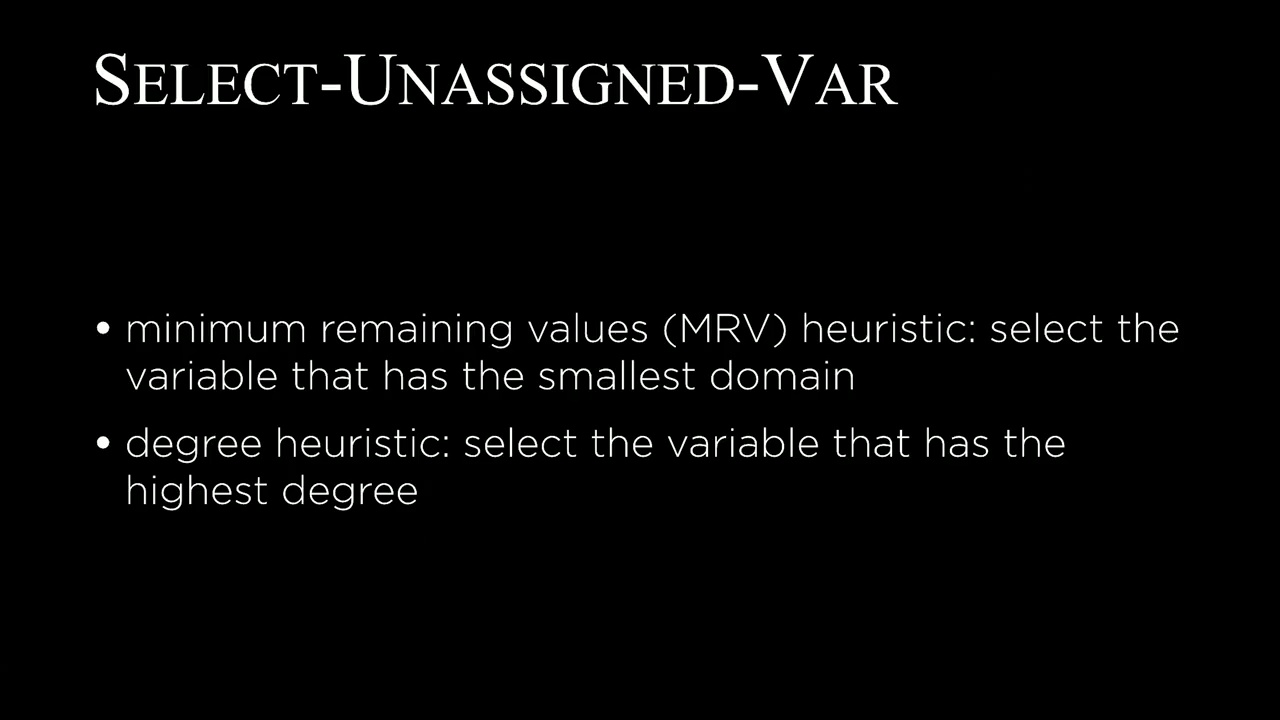 SELECT-UNASSIGNED-VAR
• minimum remaining values (MRV) heuristic: select the
variable that has the smallest domain
• degree heuristic: select the variable that has the
highest degree